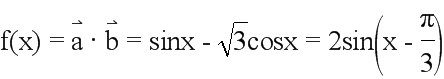 f(x) = a⃗ · b⃗ = sinx - √3cosx = 2sin(x - π/3)